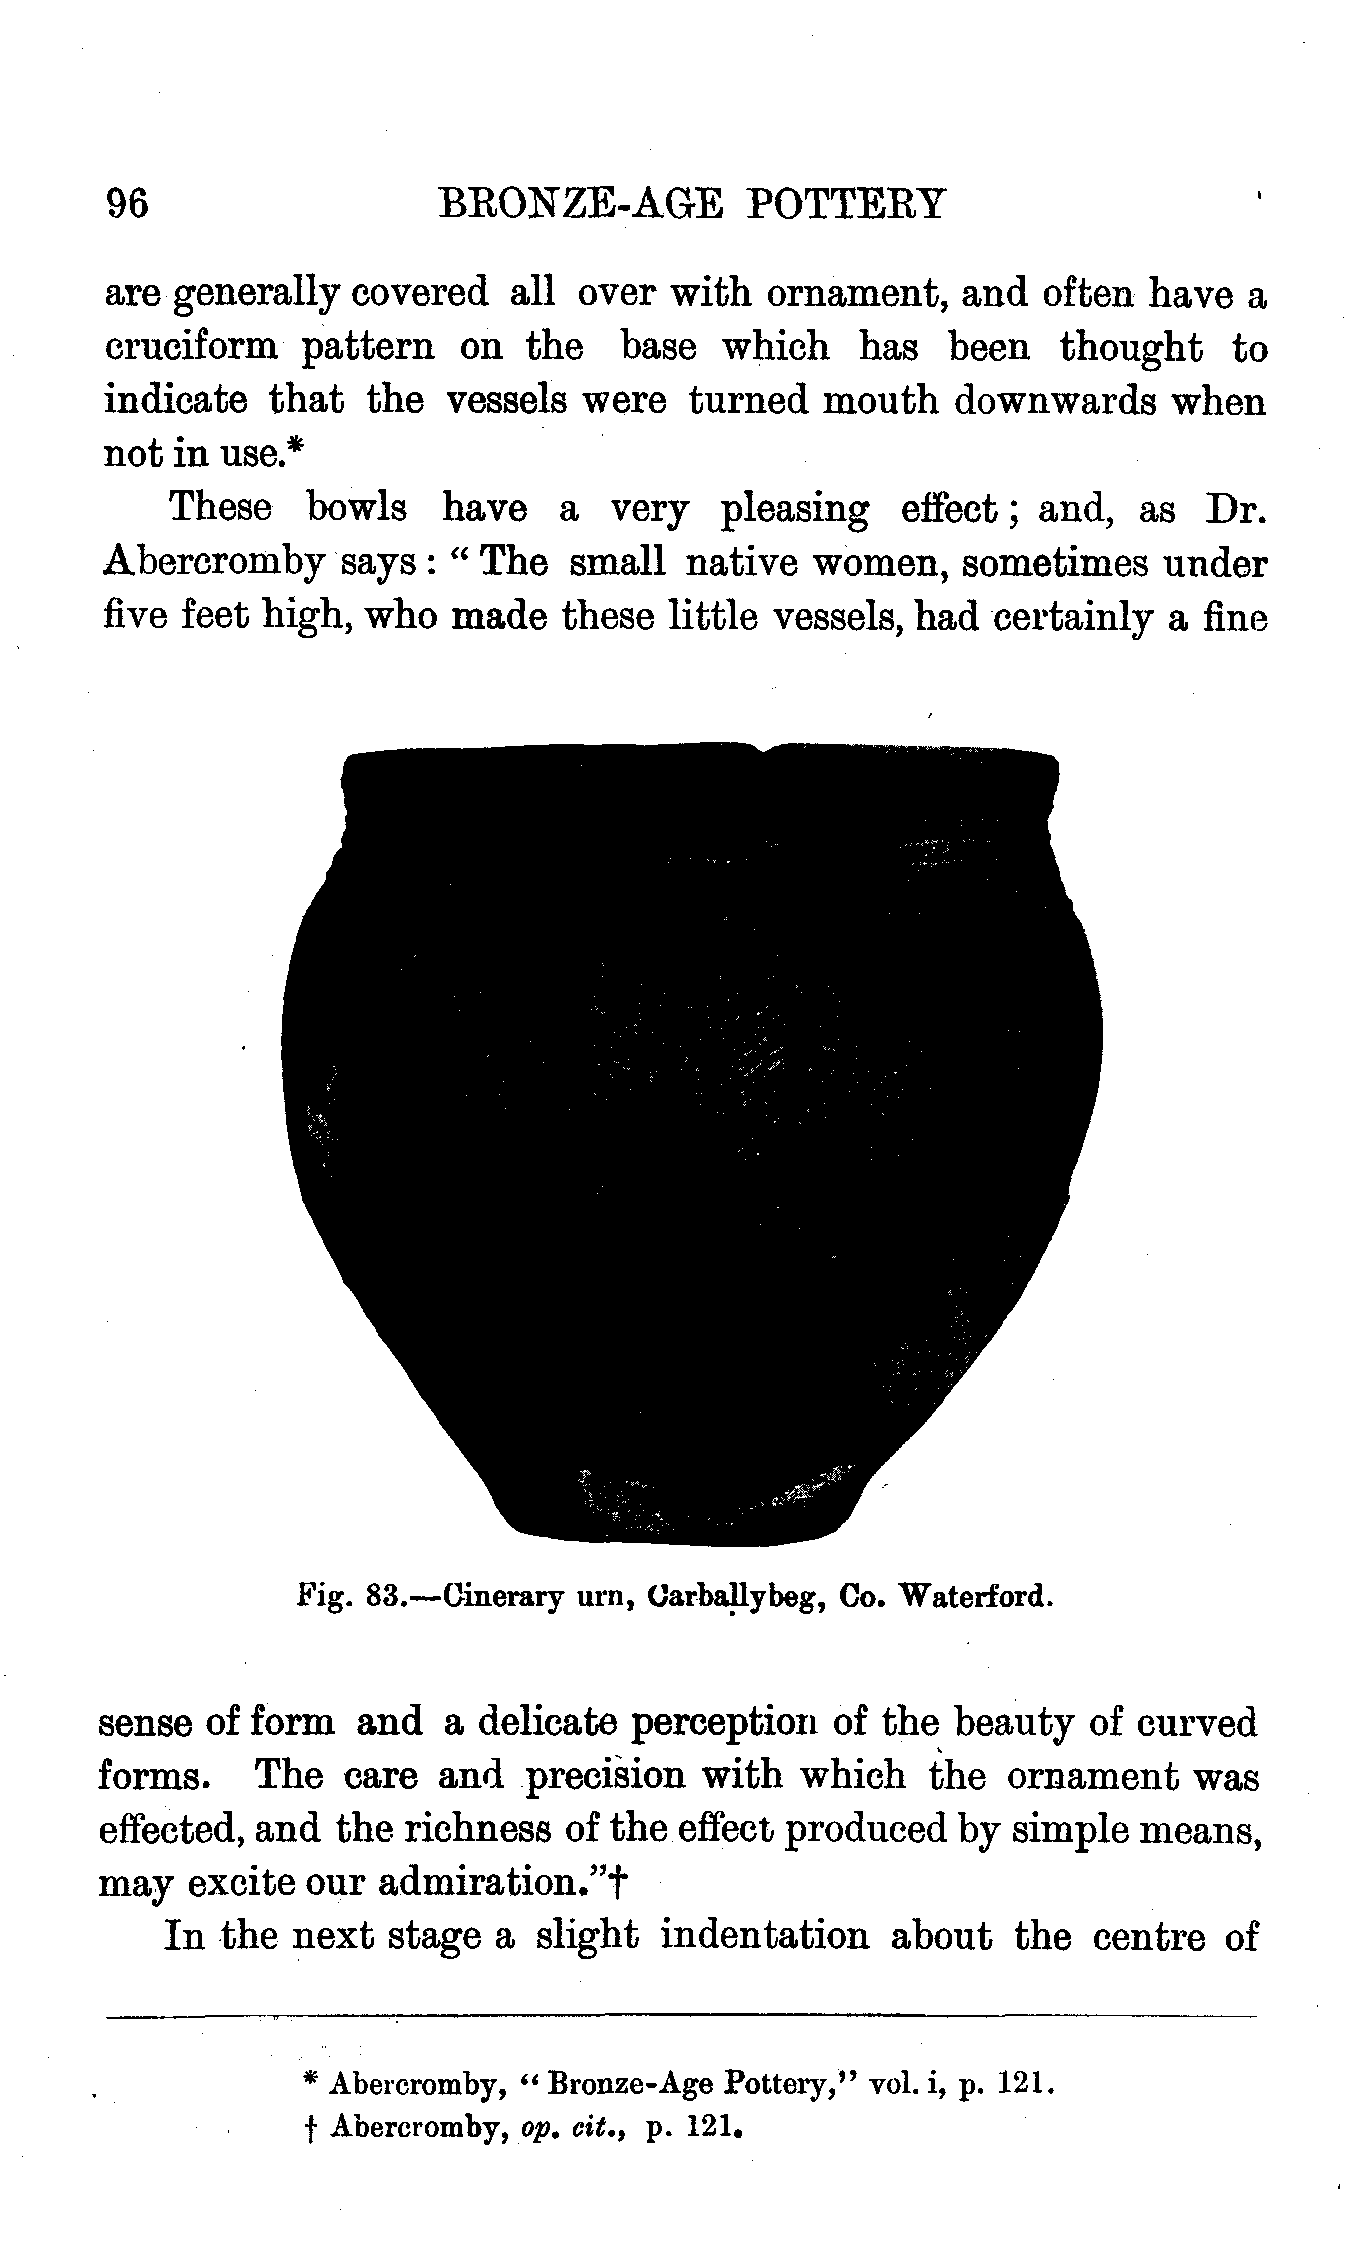 96 BRONZE-AGE POTTERY
are generally covered all over with ornament, and often have a
cruciform pattern on the base which has been thought to
indicate that the vessels were turned mouth downwards when
not in use.*
These bowls have a very pleasing effect ; and, as Dr.
Abercromby says : “ The small native women, sometimes under
five feet high, who made these little vessels, had certainly a fine
Fig. 83.—Cinerary urn, Carballybeg, Co. Waterford.
sense of form and a delicate perception of the beauty of curved
forms. The care and precision with which the ornament was
effected, and the richness of the effect produced by simple means,
may excite our admiration.”†
In the next stage a slight indentation about the centre of
* Abercromby, “ Bronze-Age Pottery,” vol. i, p. 121.
† Abercromby, op. cit., p. 121.